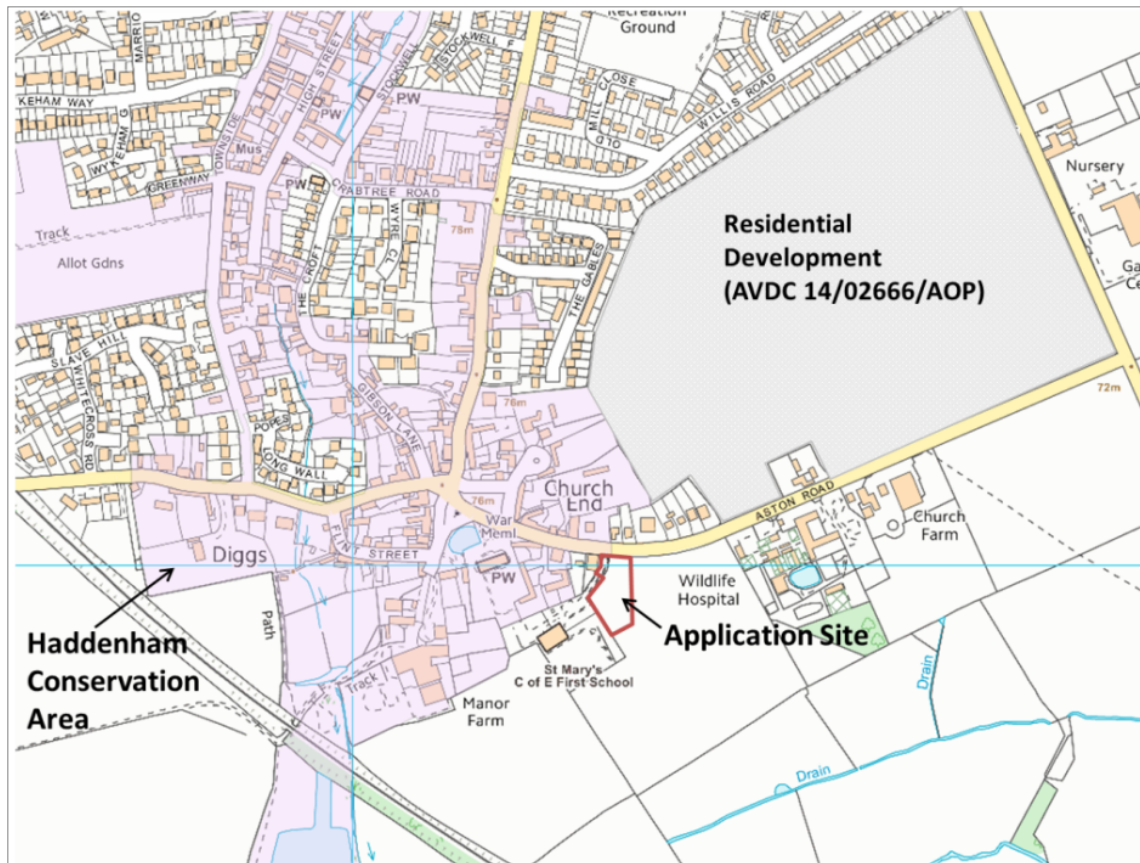 Recreation
Ground
MARRIO
KEHAM WAY
WYKEHAM G
GREENWAY
TOWNSIDE
HIGH STREET
STOCKWELL
STOCKWELL F
PW
PW
Mus
PW
CRABTREE ROAD
OLD
MILL CLOSE
WILLIS ROAD
Nursery
Ga
Ce
Track
Allot Gdns
THE CROFT
WYRE CL
78m
THE GABLES
Residential
Development
(AVDC 14/02666/AOP)
SLAVE HILL
WHITECROSS RD
GIBSON LANE
76m
72m
POPES
LONG WALL
76m
Church
End
War
Meml
ASTON ROAD
FLINT STREET
Diggs
PW
Wildlife
Hospital
Church
Farm
Haddenham
Conservation
Area
Path
Application Site
St Mary's
C of E First School
Track
Manor
Farm
Drain
Drain